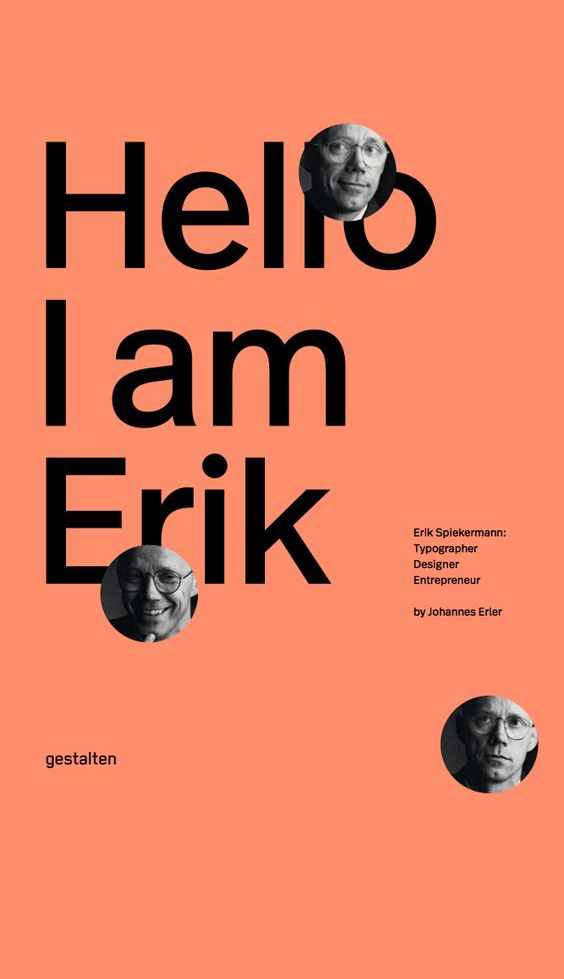 Hello
I am
Erik
Erik Spiekermann:
Typographer
Designer
Entrepreneur
by Johannes Erler
gestalten